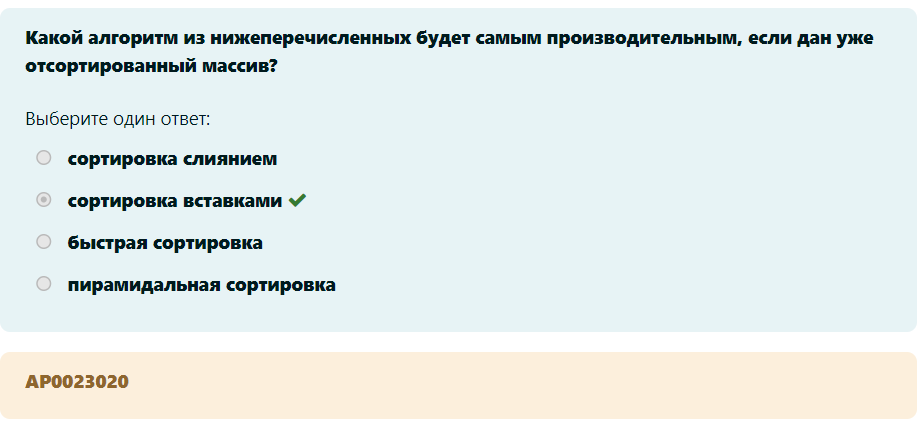 Какой алгоритм из нижеперечисленных будет самым производительным, если дан уже
отсортированный массив?
Выберите один ответ:
сортировка слиянием
сортировка вставками
быстрая сортировка
пирамидальная сортировка
AP0023020